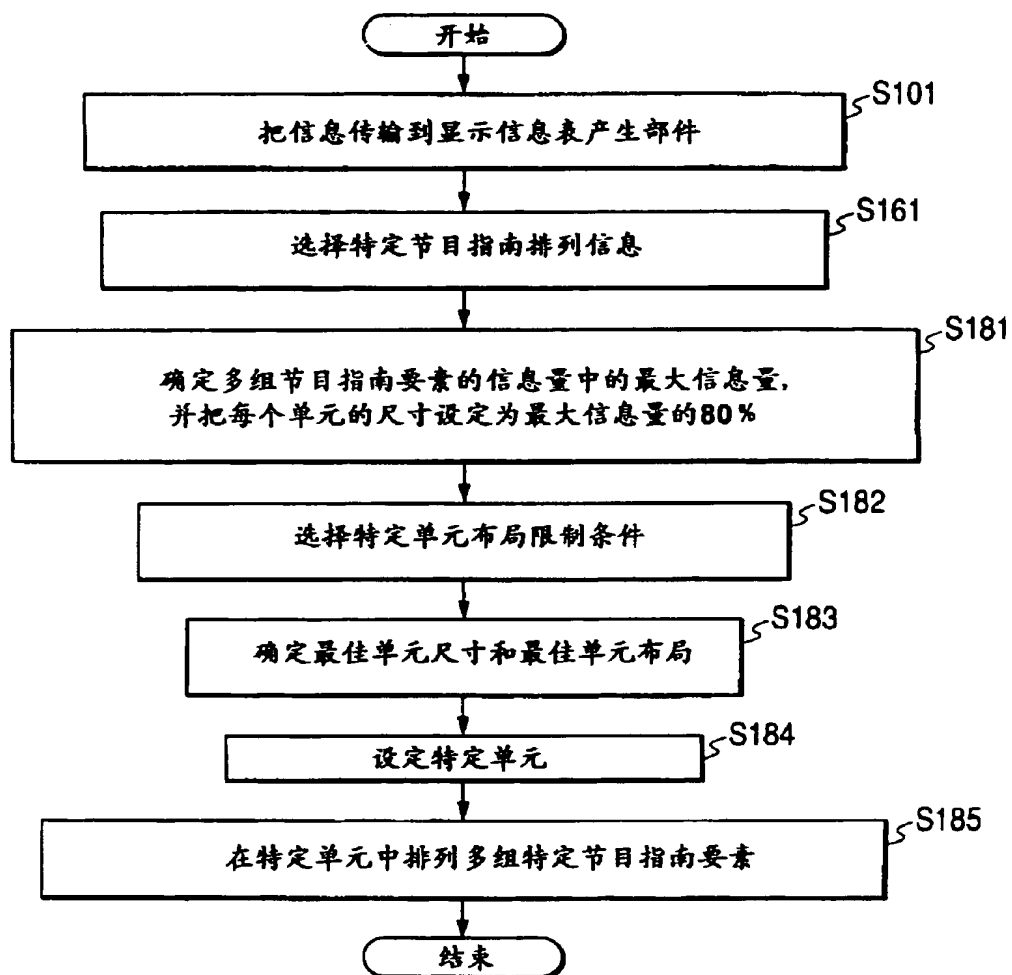 开始
S101
把信息传输到显示信息表产生部件
S161
选择特定节目指南排列信息
S181
确定多组节目指南要素的信息量中的最大信息量,
并把每个单元的尺寸设定为最大信息量的80%
S182
选择特定单元布局限制条件
S183
确定最佳单元尺寸和最佳单元布局
S184
设定特定单元
S185
在特定单元中排列多组特定节目指南要素
结束